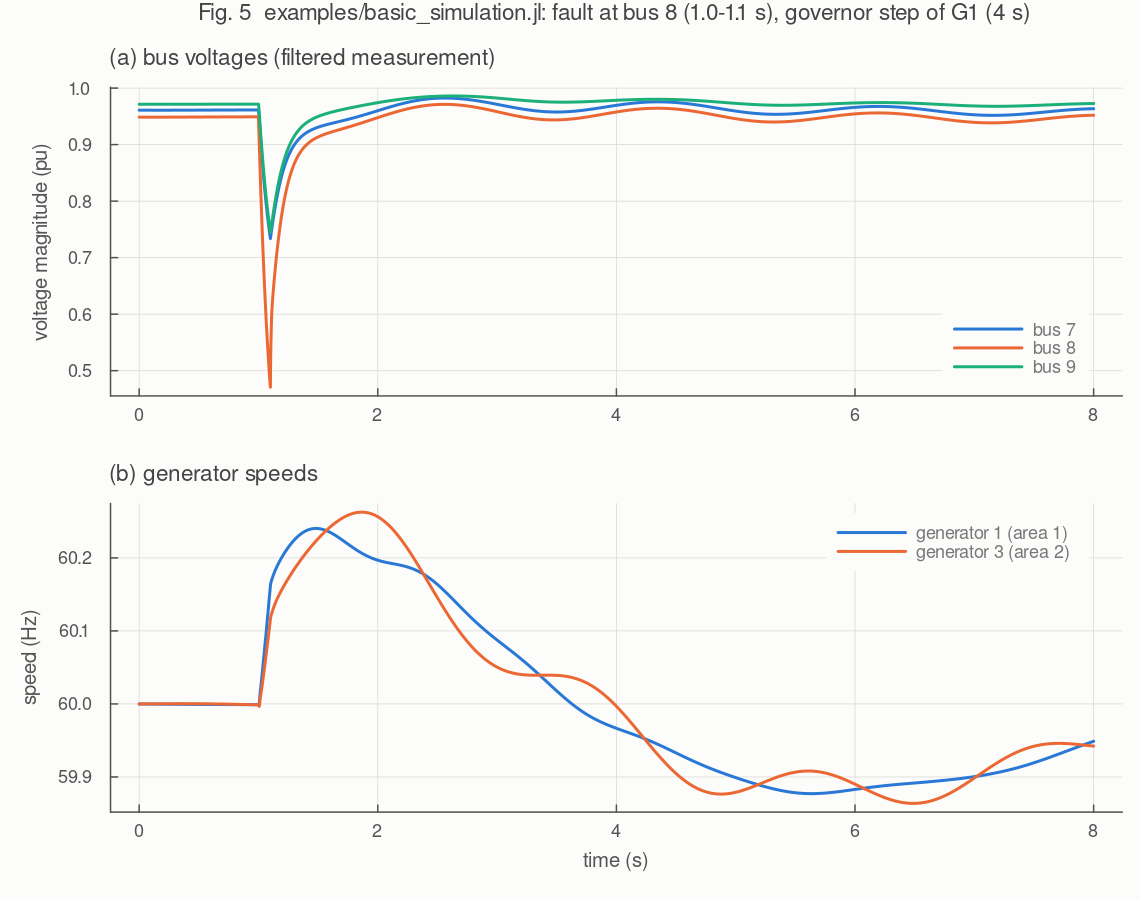 Fig. 5 examples/basic_simulation.jl: fault at bus 8 (1.0-1.1 s), governor step of G1 (4 s)
(a) bus voltages (filtered measurement)
voltage magnitude (pu)
1.0
0.9
0.8
0.7
0.6
0.5
bus 7
bus 8
bus 9
0 2 4 6 8
(b) generator speeds
speed (Hz)
60.2
60.1
60.0
59.9
generator 1 (area 1)
generator 3 (area 2)
0 2 4 6 8
time (s)